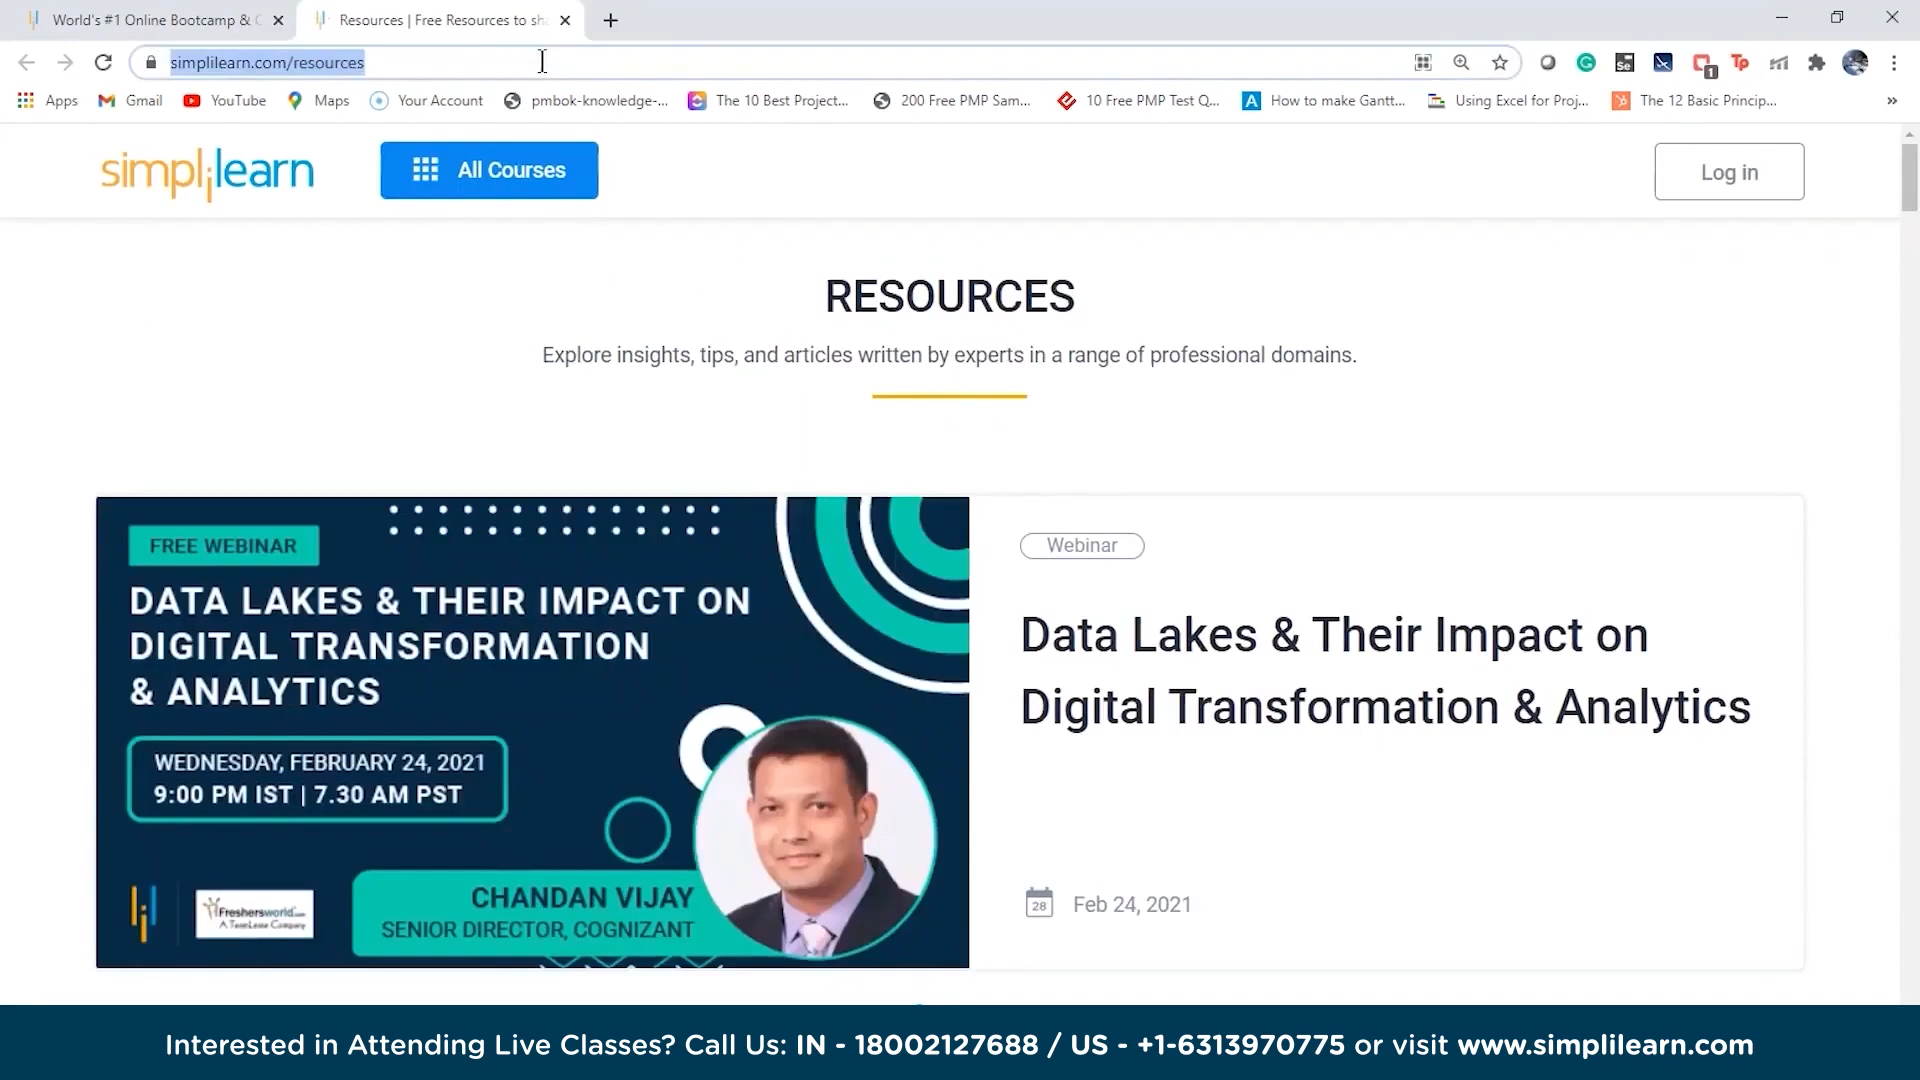 World's #1 Online Bootcamp & C
Resources | Free Resources to sh
simplilearn.com/resources
Apps
Gmail
YouTube
Maps
Your Account
pmbok-knowledge-...
The 10 Best Project...
200 Free PMP Sam...
10 Free PMP Test Q...
How to make Gantt...
Using Excel for Proj...
The 12 Basic Princip...
simplilearn
All Courses
Log in
RESOURCES
Explore insights, tips, and articles written by experts in a range of professional domains.
FREE WEBINAR
DATA LAKES & THEIR IMPACT ON
DIGITAL TRANSFORMATION
& ANALYTICS
WEDNESDAY, FEBRUARY 24, 2021
9:00 PM IST | 7.30 AM PST
Freshersworld.com
A TeamLease Company
CHANDAN VIJAY
SENIOR DIRECTOR, COGNIZANT
Webinar
Data Lakes & Their Impact on
Digital Transformation & Analytics
28
Feb 24, 2021
Interested in Attending Live Classes? Call Us: IN - 18002127688 / US - +1-6313970775 or visit www.simplilearn.com